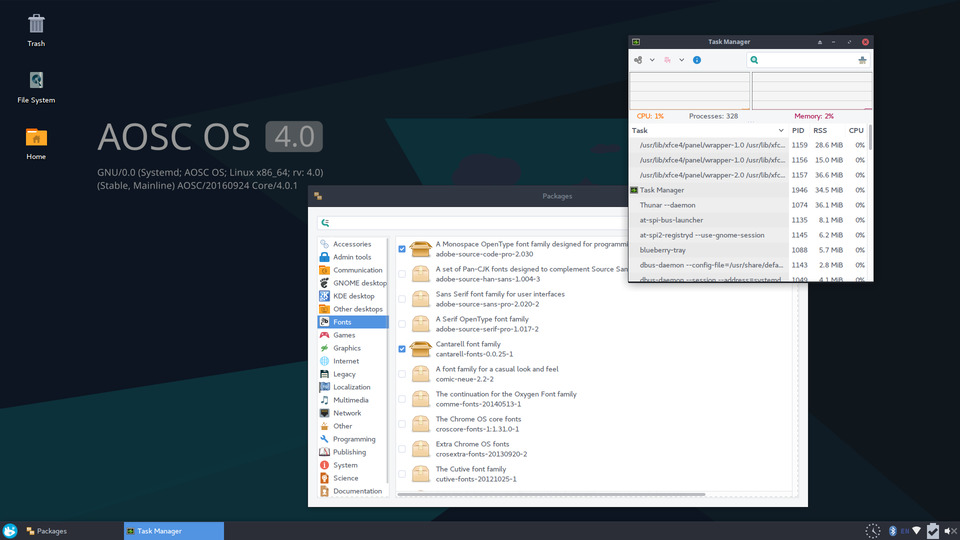 Trash
File System
Home
AOSC OS 4.0
GNU/0.0 (Systemd; AOSC OS; Linux x86_64; rv: 4.0)
(Stable, Mainline) AOSC/20160924 Core/4.0.1
Packages
Accessories
Admin tools
Communication
GNOME desktop
KDE desktop
Other desktops
Fonts
Games
Graphics
Internet
Legacy
Localization
Multimedia
Network
Other
Programming
Publishing
System
Science
Documentation
A Monospace OpenType font family designed for programmi
adobe-source-code-pro-2.030
A set of Pan-CJK fonts designed to complement Source San
adobe-source-han-sans-1.004-3
Sans Serif font family for user interfaces
adobe-source-sans-pro-2.020-2
A Serif OpenType font family
adobe-source-serif-pro-1.017-2
Cantarell font family
cantarell-fonts-0.0.25-1
A font family for a casual look and feel
comic-neue-2.2-2
The continuation for the Oxygen Font family
comme-fonts-20140513-1
The Chrome OS core fonts
croscore-fonts-1:1.31.0-1
Extra Chrome OS fonts
crosextra-fonts-20130920-2
The Cutive font family
cutive-fonts-20121025-1
Task Manager
CPU: 1% Processes: 328 Memory: 2%
Task PID RSS CPU
/usr/lib/xfce4/panel/wrapper-1.0 /usr/lib/xfc... 1159 28.6 MiB 0%
/usr/lib/xfce4/panel/wrapper-1.0 /usr/lib/xfc... 1156 15.0 MiB 0%
/usr/lib/xfce4/panel/wrapper-2.0 /usr/lib/xfc... 1157 36.6 MiB 0%
Task Manager 1946 34.5 MiB 0%
Thunar --daemon 1074 36.1 MiB 0%
at-spi-bus-launcher 1135 8.1 MiB 0%
at-spi2-registryd --use-gnome-session 1145 6.2 MiB 0%
blueberry-tray 1088 5.7 MiB 0%
dbus-daemon --config-file=/usr/share/defa... 1143 2.8 MiB 0%
dbus-daemon --session --address=systemd 1049 4.1 MiB 0%
Packages
Task Manager
EN